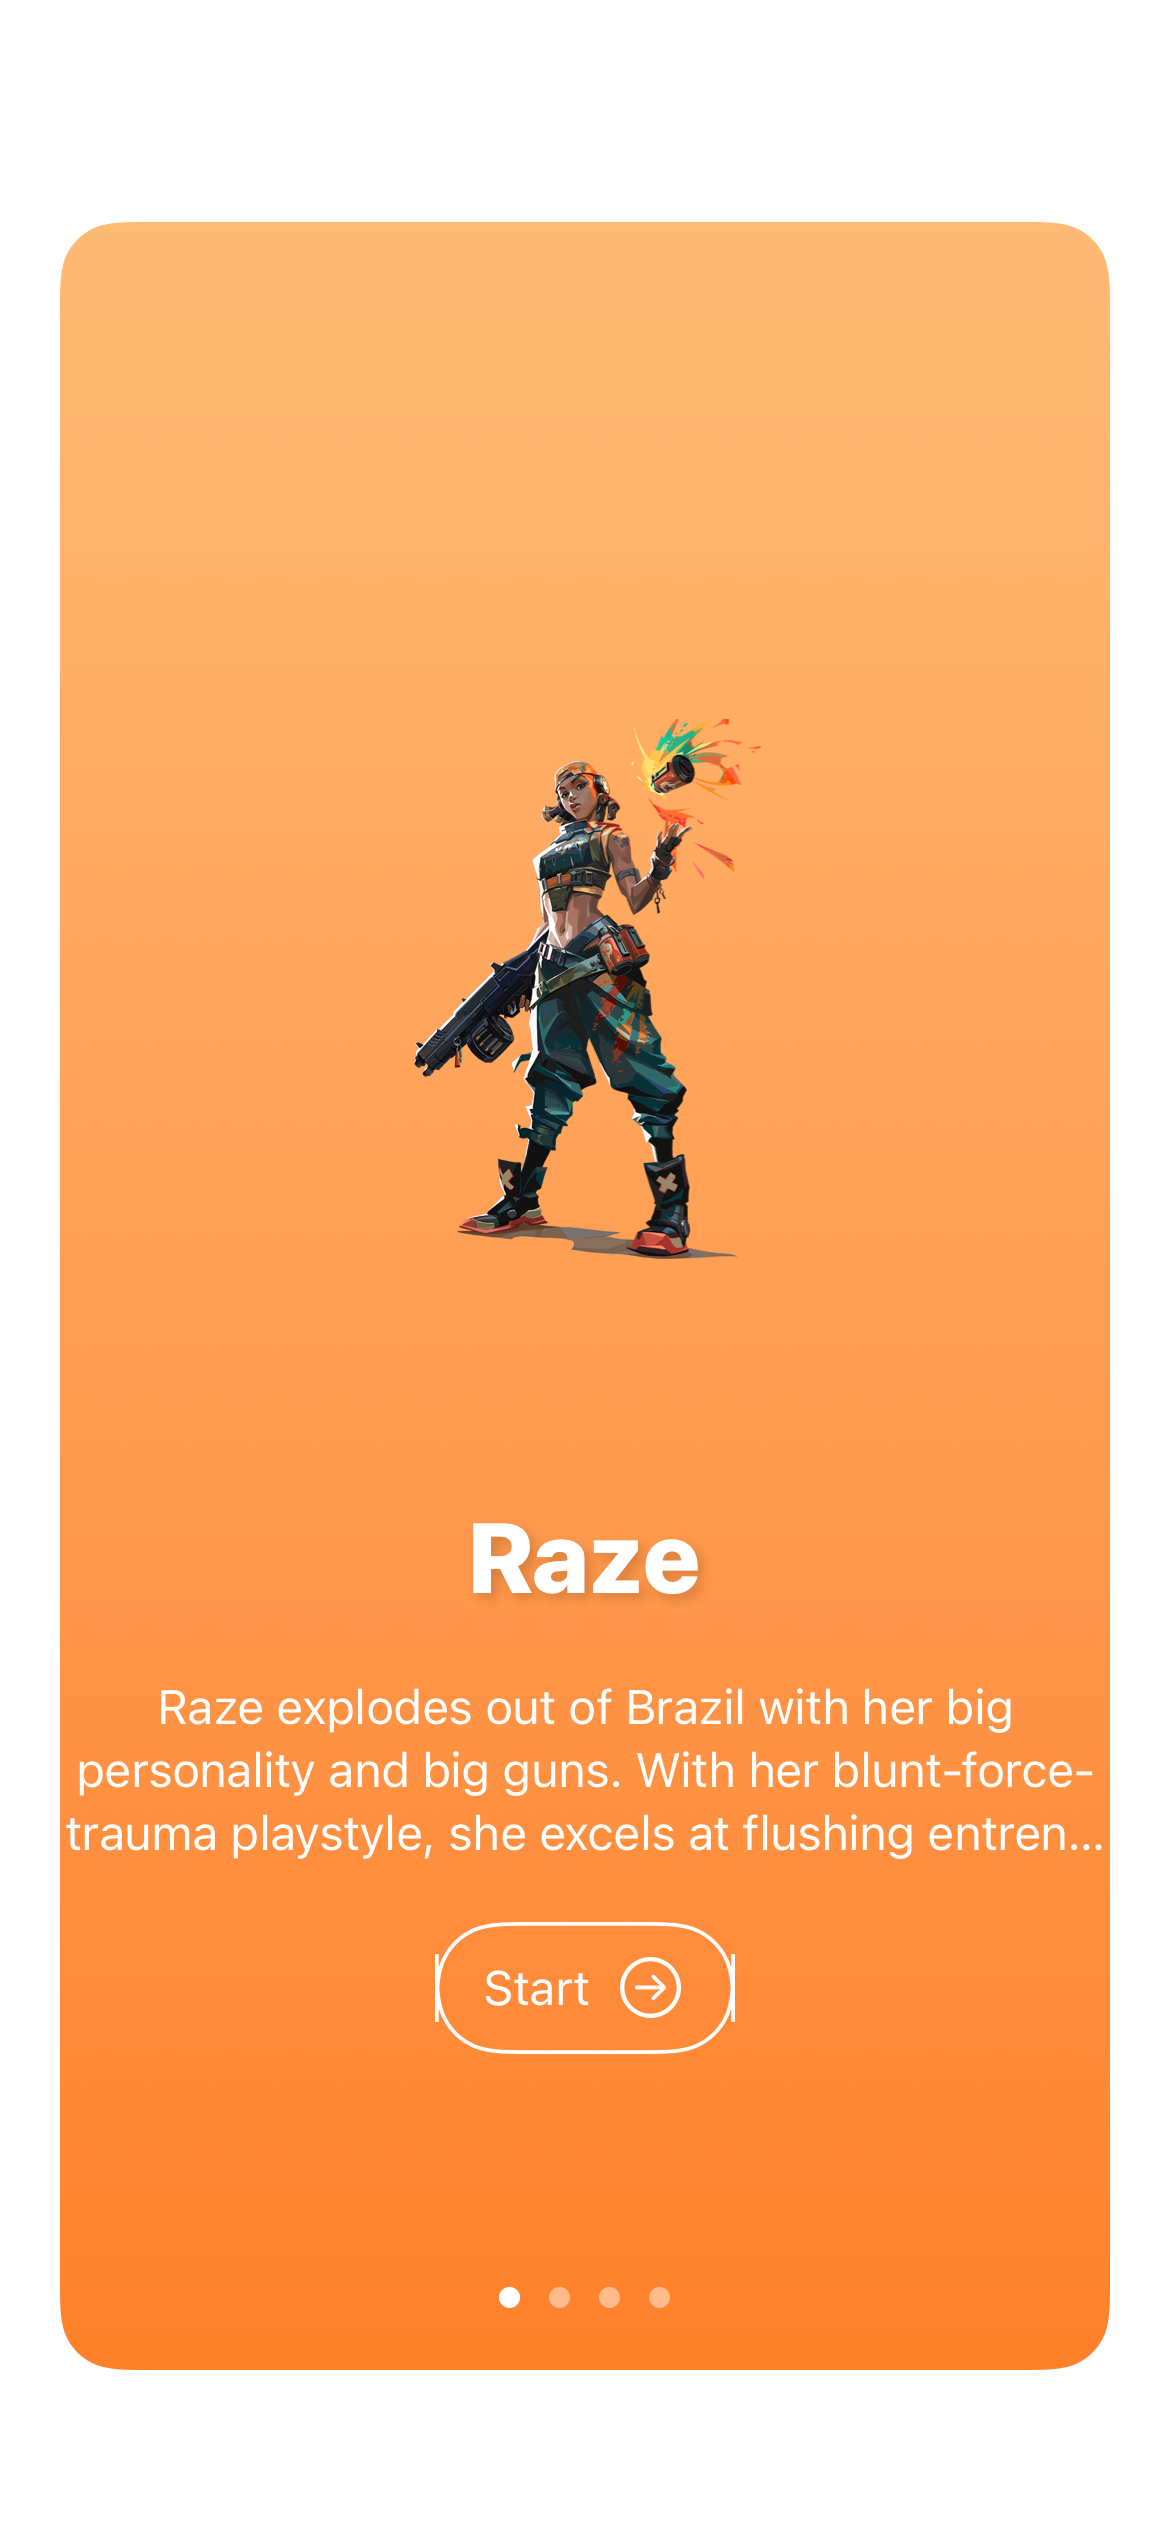 Raze
Raze explodes out of Brazil with her big
personality and big guns. With her blunt-force-
trauma playstyle, she excels at flushing entren...
Start